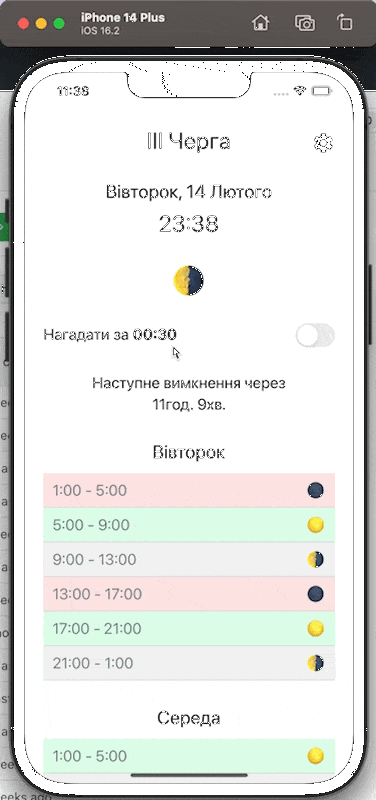 iPhone 14 Plus
iOS 16.2
11:38
III Черга
Вівторок, 14 Лютого
23:38
Нагадати за 00:30
Наступне вимкнення через
11год. 9хв.
Вівторок
1:00 - 5:00
5:00 - 9:00
9:00 - 13:00
13:00 - 17:00
17:00 - 21:00
21:00 - 1:00
Середа
1:00 - 5:00
eeks ago